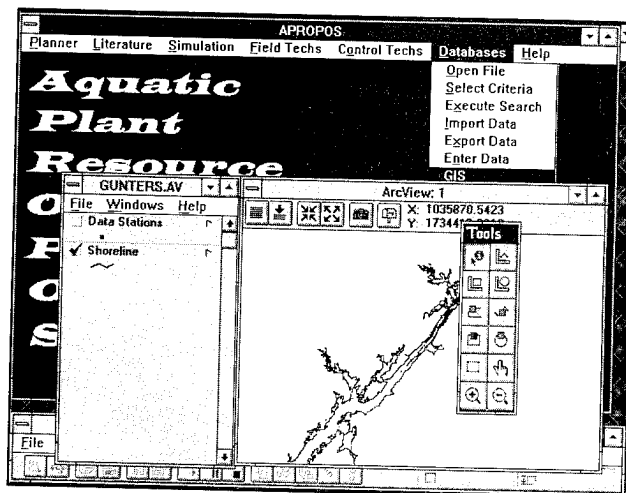 APROPOS
Planner Literature Simulation Field Techs Control Techs Databases Help
Open File
Select Criteria
Execute Search
Import Data
Export Data
Enter Data
GIS
Aquatic
Plant
Resource
O
P
O
S
GUNTERS.AV
File Windows Help
Data Stations
Shoreline
ArcView: 1
X: 1035870.5423
Y:
Tools
File